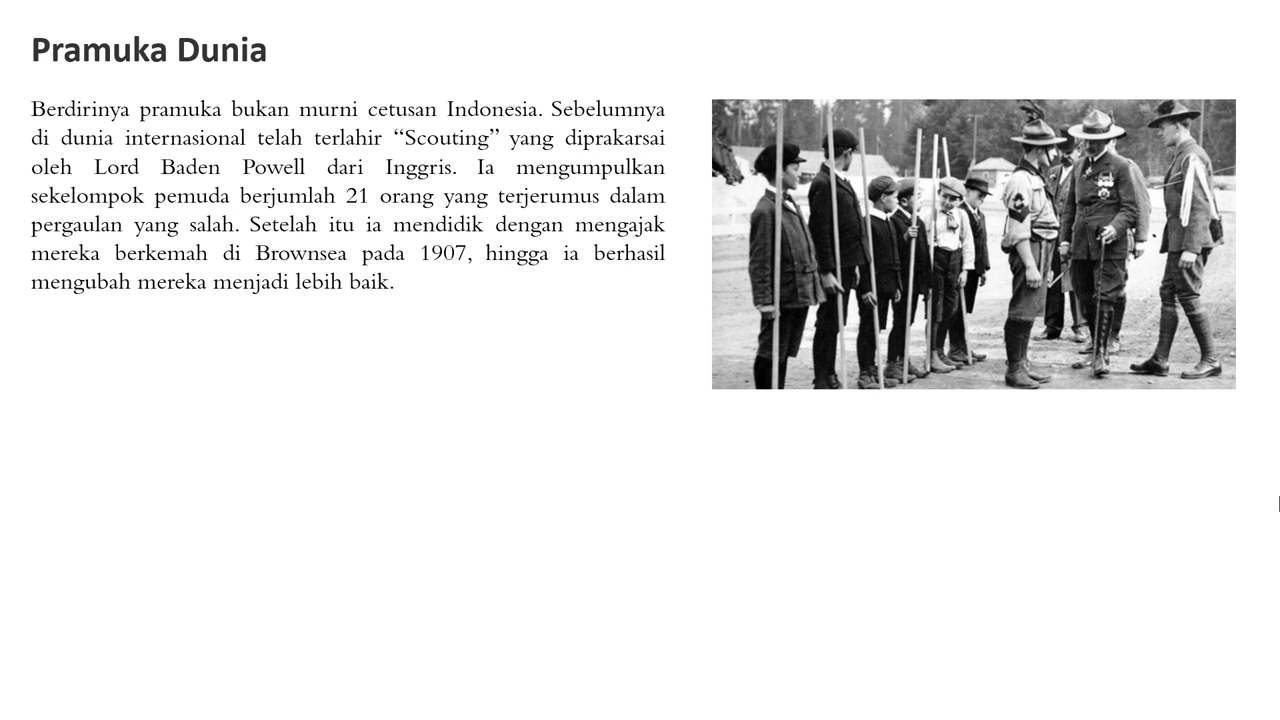 Pramuka Dunia
Berdirinya pramuka bukan murni cetusan Indonesia. Sebelumnya
di dunia internasional telah terlahir “Scouting” yang diprakarsai
oleh Lord Baden Powell dari Inggris. Ia mengumpulkan
sekelompok pemuda berjumlah 21 orang yang terjerumus dalam
pergaulan yang salah. Setelah itu ia mendidik dengan mengajak
mereka berkemah di Brownsea pada 1907, hingga ia berhasil
mengubah mereka menjadi lebih baik.